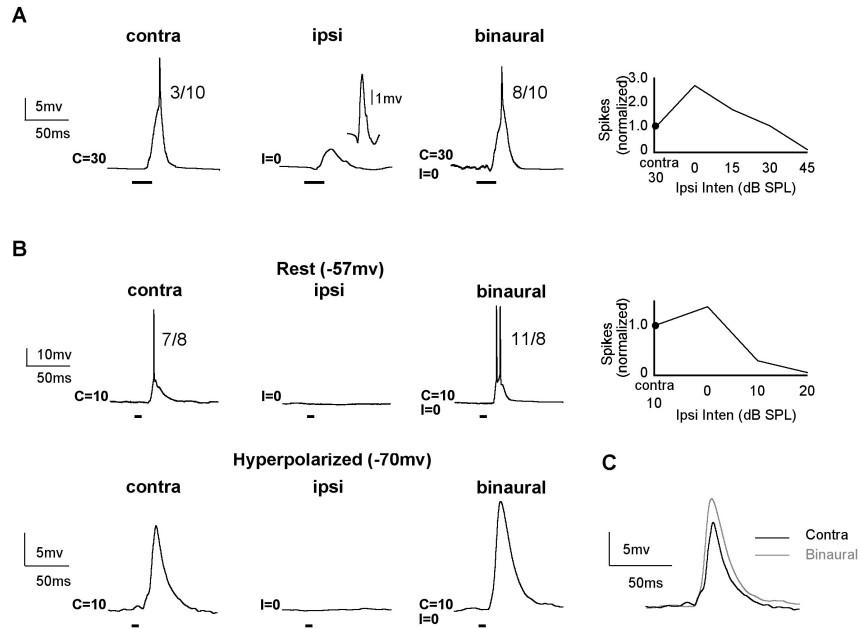 A
contra
ipsi
binaural
3/10
1mv
8/10
5mv
50ms
C=30
I=0
C=30
I=0
Spikes
(normalized)
3.0
2.0
1.0
0
contra
30
0
15
30
45
Ipsi Inten (dB SPL)
B
Rest (-57mv)
contra
ipsi
binaural
7/8
11/8
10mv
50ms
C=10
I=0
C=10
I=0
Spikes
(normalized)
1.0
0
contra
10
0
10
20
Ipsi Inten (dB SPL)
Hyperpolarized (-70mv)
contra
ipsi
binaural
5mv
50ms
C=10
I=0
C=10
I=0
C
5mv
50ms
Contra
Binaural